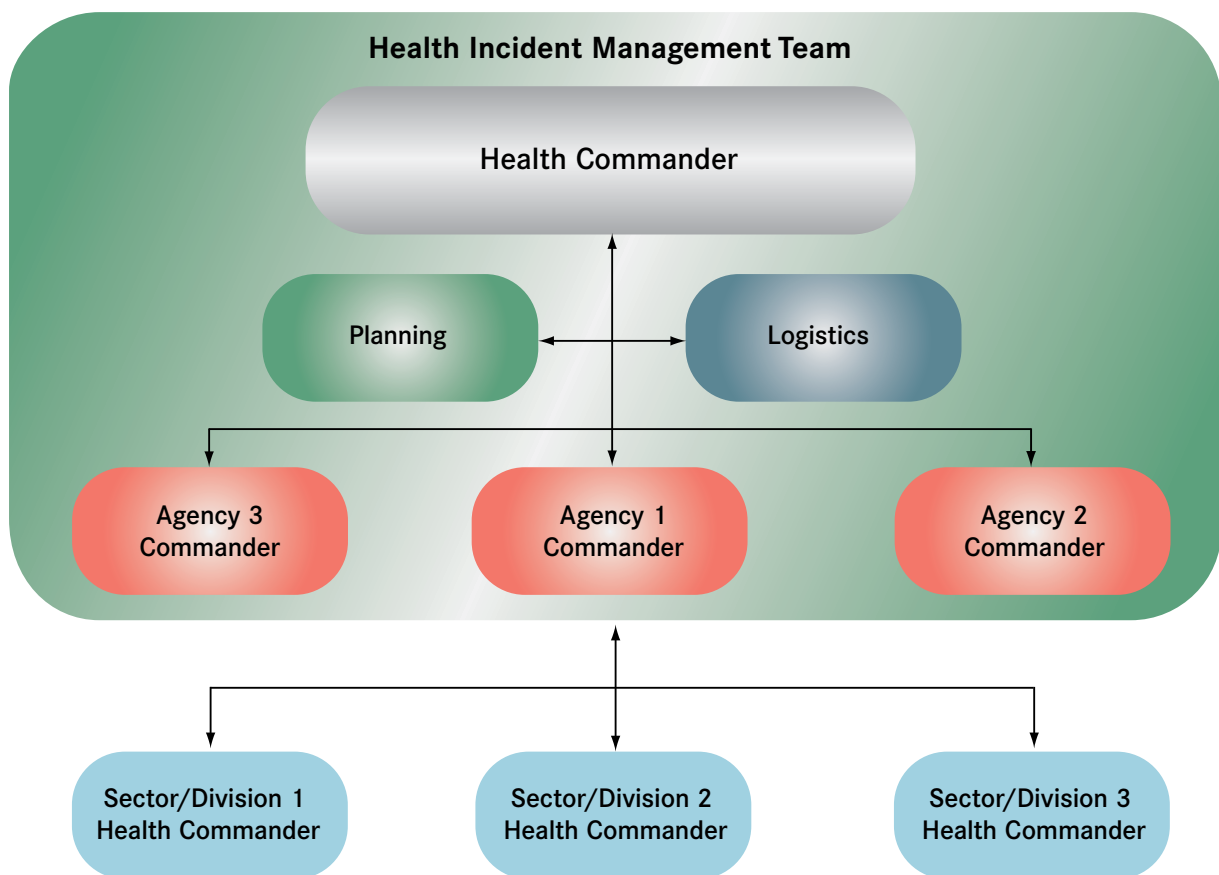 Health Incident Management Team
Health Commander
Planning
Logistics
Agency 3
Commander
Agency 1
Commander
Agency 2
Commander
Sector/Division 1
Health Commander
Sector/Division 2
Health Commander
Sector/Division 3
Health Commander